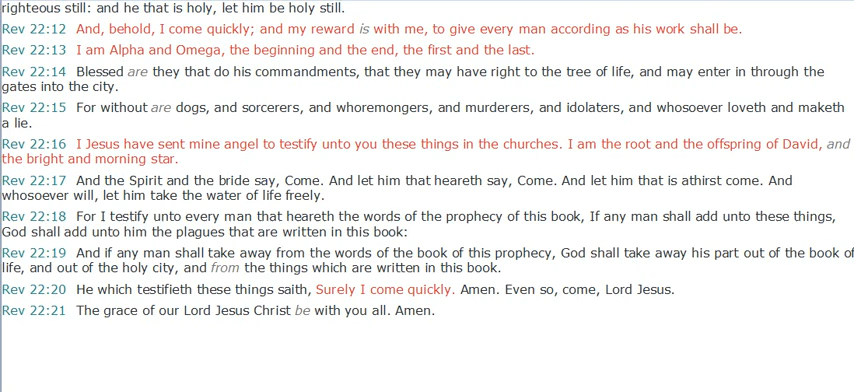 righteous still: and he that is holy, let him be holy still.
Rev 22:12 And, behold, I come quickly; and my reward is with me, to give every man according as his work shall be.
Rev 22:13 I am Alpha and Omega, the beginning and the end, the first and the last.
Rev 22:14 Blessed are they that do his commandments, that they may have right to the tree of life, and may enter in through the
gates into the city.
Rev 22:15 For without are dogs, and sorcerers, and whoremongers, and murderers, and idolaters, and whosoever loveth and maketh
a lie.
Rev 22:16 I Jesus have sent mine angel to testify unto you these things in the churches. I am the root and the offspring of David, and
the bright and morning star.
Rev 22:17 And the Spirit and the bride say, Come. And let him that heareth say, Come. And let him that is athirst come. And
whosoever will, let him take the water of life freely.
Rev 22:18 For I testify unto every man that heareth the words of the prophecy of this book, If any man shall add unto these things,
God shall add unto him the plagues that are written in this book:
Rev 22:19 And if any man shall take away from the words of the book of this prophecy, God shall take away his part out of the book of
life, and out of the holy city, and from the things which are written in this book.
Rev 22:20 He which testifieth these things saith, Surely I come quickly. Amen. Even so, come, Lord Jesus.
Rev 22:21 The grace of our Lord Jesus Christ be with you all. Amen.